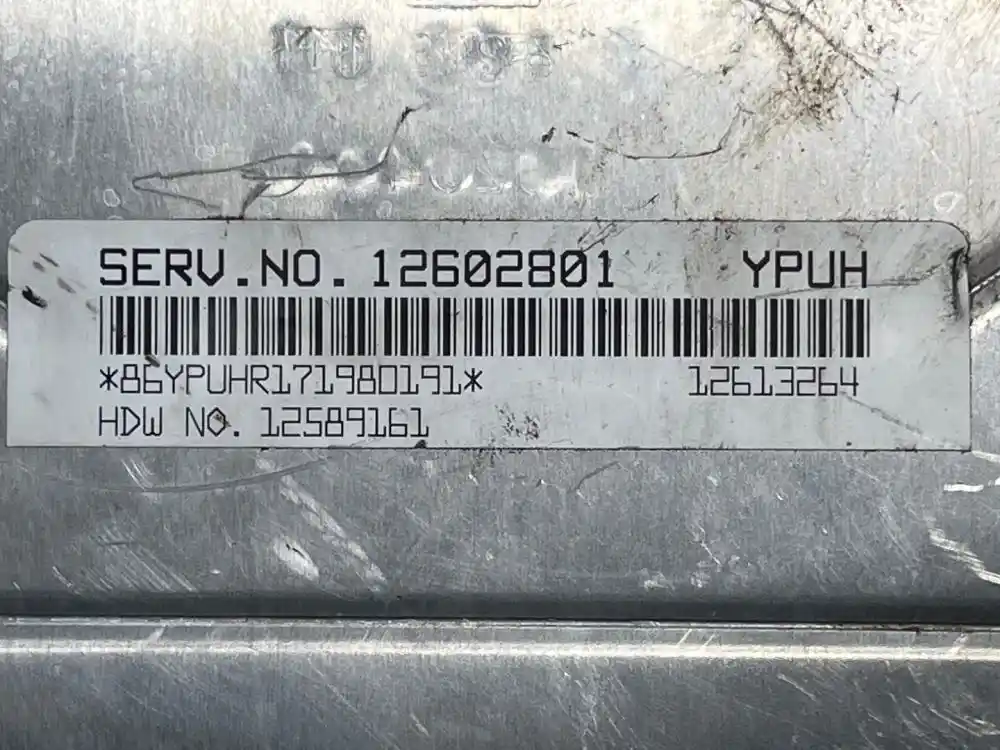 SERV.NO. 12602801 YPUH
*86YPUHR171980191* 12613264
HDW NO. 12589161